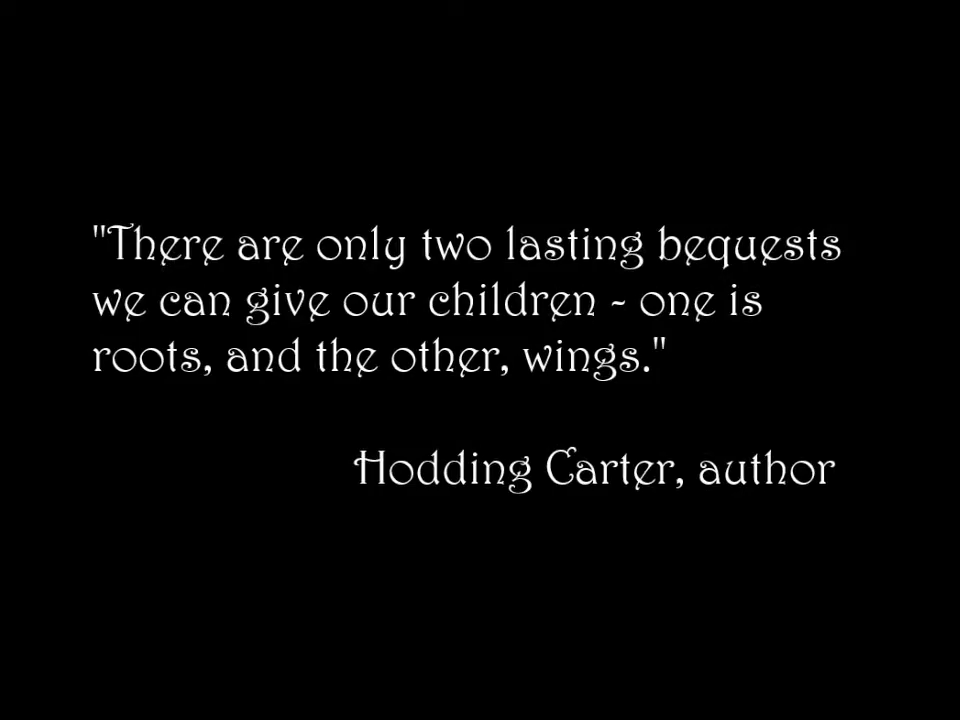 "There are only two lasting bequests
we can give our children - one is
roots, and the other, wings."
Hodding Carter, author